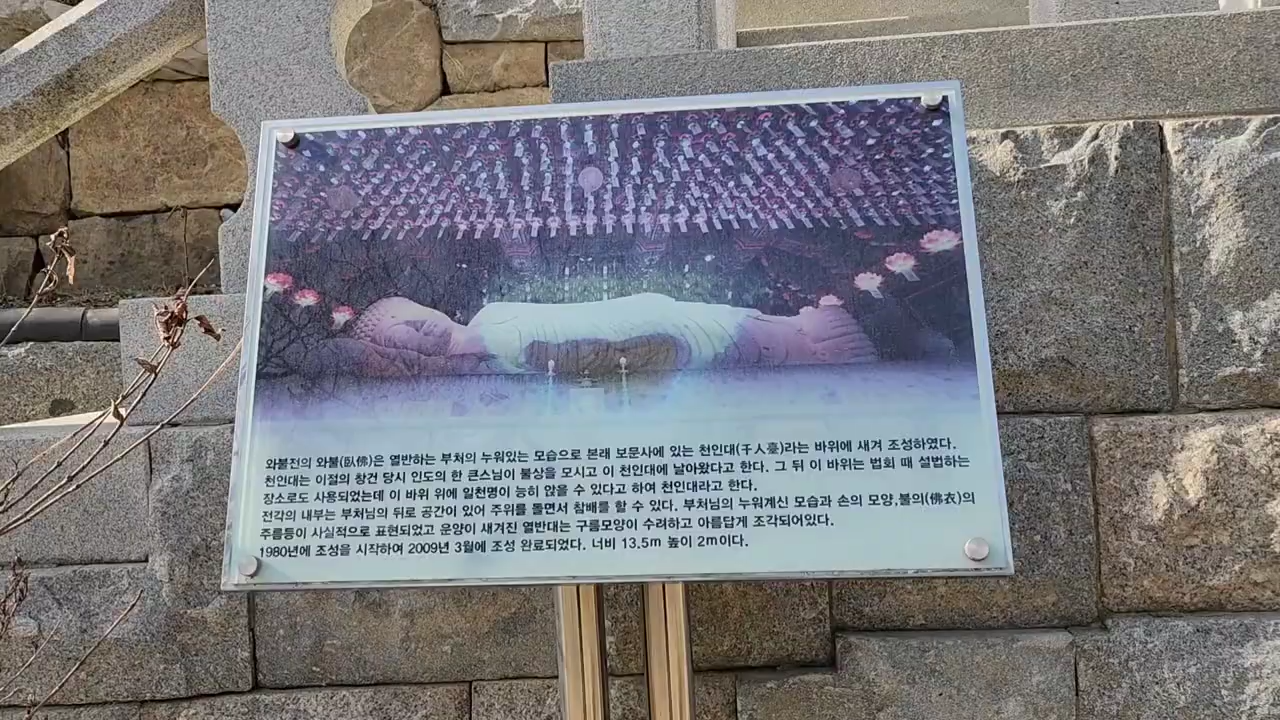 와불전의 와불(臥佛)은 열반하는 부처의 누워있는 모습으로 본래 보문사에 있는 천인대(千人臺)라는 바위에 새겨 조성하였다.
천인대는 이절의 창건 당시 인도의 한 큰스님이 불상을 모시고 이 천인대에 날아왔다고 한다. 그 뒤 이 바위는 법회 때 설법하는
장소로도 사용되었는데 이 바위 위에 일천명이 능히 앉을 수 있다고 하여 천인대라고 한다.
전각의 내부는 부처님의 뒤로 공간이 있어 주위를 돌면서 참배를 할 수 있다. 부처님의 누워계신 모습과 손의 모양,불의(佛衣)의
주름등이 사실적으로 표현되었고 운양이 새겨진 열반대는 구름모양이 수려하고 아름답게 조각되어있다.
1980년에 조성을 시작하여 2009년 3월에 조성 완료되었다. 너비 13.5m 높이 2m이다.